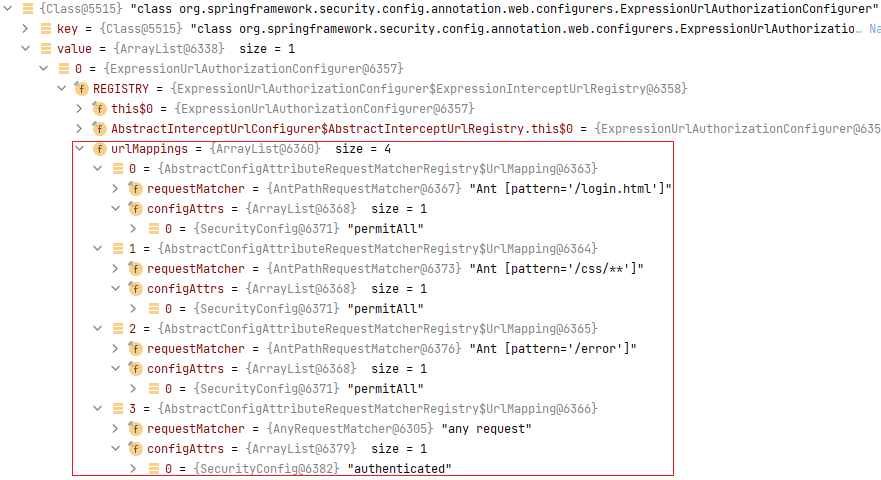 {Class@5515} "class org.springframework.security.config.annotation.web.configurers.ExpressionUrlAuthorizationConfigurer"
key = {Class@5515} "class org.springframework.security.config.annotation.web.configurers.ExpressionUrlAuthorizatio… Na
value = {ArrayList@6338} size = 1
0 = {ExpressionUrlAuthorizationConfigurer@6357}
f REGISTRY = {ExpressionUrlAuthorizationConfigurer$ExpressionInterceptUrlRegistry@6358}
f this$0 = {ExpressionUrlAuthorizationConfigurer@6357}
f AbstractInterceptUrlConfigurer$AbstractInterceptUrlRegistry.this$0 = {ExpressionUrlAuthorizationConfigurer@635
f urlMappings = {ArrayList@6360} size = 4
0 = {AbstractConfigAttributeRequestMatcherRegistry$UrlMapping@6363}
f requestMatcher = {AntPathRequestMatcher@6367} "Ant [pattern='/login.html']"
f configAttrs = {ArrayList@6368} size = 1
0 = {SecurityConfig@6371} "permitAll"
1 = {AbstractConfigAttributeRequestMatcherRegistry$UrlMapping@6364}
f requestMatcher = {AntPathRequestMatcher@6373} "Ant [pattern='/css/**']"
f configAttrs = {ArrayList@6368} size = 1
0 = {SecurityConfig@6371} "permitAll"
2 = {AbstractConfigAttributeRequestMatcherRegistry$UrlMapping@6365}
f requestMatcher = {AntPathRequestMatcher@6376} "Ant [pattern='/error']"
f configAttrs = {ArrayList@6368} size = 1
0 = {SecurityConfig@6371} "permitAll"
3 = {AbstractConfigAttributeRequestMatcherRegistry$UrlMapping@6366}
f requestMatcher = {AnyRequestMatcher@6305} "any request"
f configAttrs = {ArrayList@6379} size = 1
0 = {SecurityConfig@6382} "authenticated"